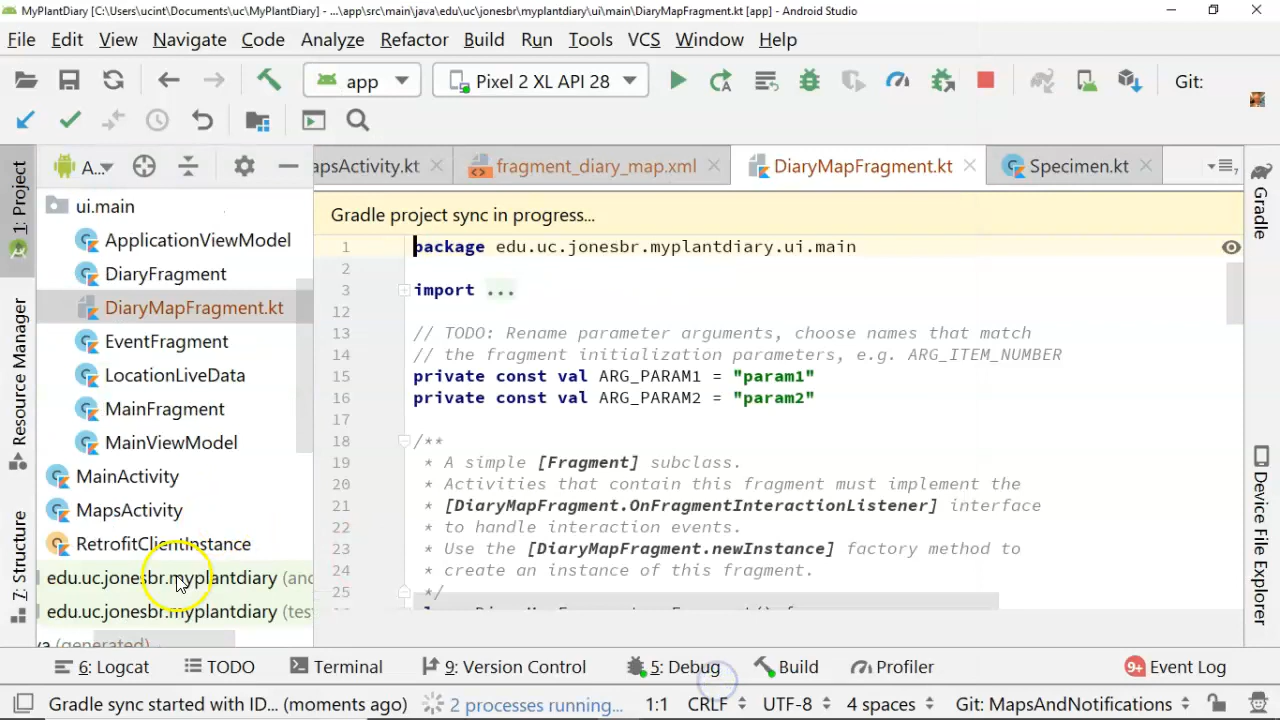 MyPlantDiary [C:\Users\ucint\Documents\uc\MyPlantDiary] - ...\app\src\main\java\edu\uc\jonesbr\myplantdiary\ui\main\DiaryMapFragment.kt [app] - Android Studio
File Edit View Navigate Code Analyze Refactor Build Run Tools VCS Window Help
app Pixel 2 XL API 28 Git:
A... apsActivity.kt fragment_diary_map.xml DiaryMapFragment.kt Specimen.kt
1: Project
Resource Manager
7: Structure
ui.main
ApplicationViewModel
DiaryFragment
DiaryMapFragment.kt
EventFragment
LocationLiveData
MainFragment
MainViewModel
MainActivity
MapsActivity
RetrofitClientInstance
edu.uc.jonesbr.myplantdiary (and
edu.uc.jonesbr.myplantdiary (tes
va (generated)
Gradle project sync in progress...
1 package edu.uc.jonesbr.myplantdiary.ui.main
2
3 import ...
12
13 // TODO: Rename parameter arguments, choose names that match
14 // the fragment initialization parameters, e.g. ARG_ITEM_NUMBER
15 private const val ARG_PARAM1 = "param1"
16 private const val ARG_PARAM2 = "param2"
17
18 /**
19 * A simple [Fragment] subclass.
20 * Activities that contain this fragment must implement the
21 * [DiaryMapFragment.OnFragmentInteractionListener] interface
22 * to handle interaction events.
23 * Use the [DiaryMapFragment.newInstance] factory method to
24 * create an instance of this fragment.
25 */
Gradle
Device File Explorer
6: Logcat TODO Terminal 9: Version Control 5: Debug Build Profiler 9+ Event Log
Gradle sync started with ID... (moments ago) 2 processes running... 1:1 CRLF UTF-8 4 spaces Git: MapsAndNotifications